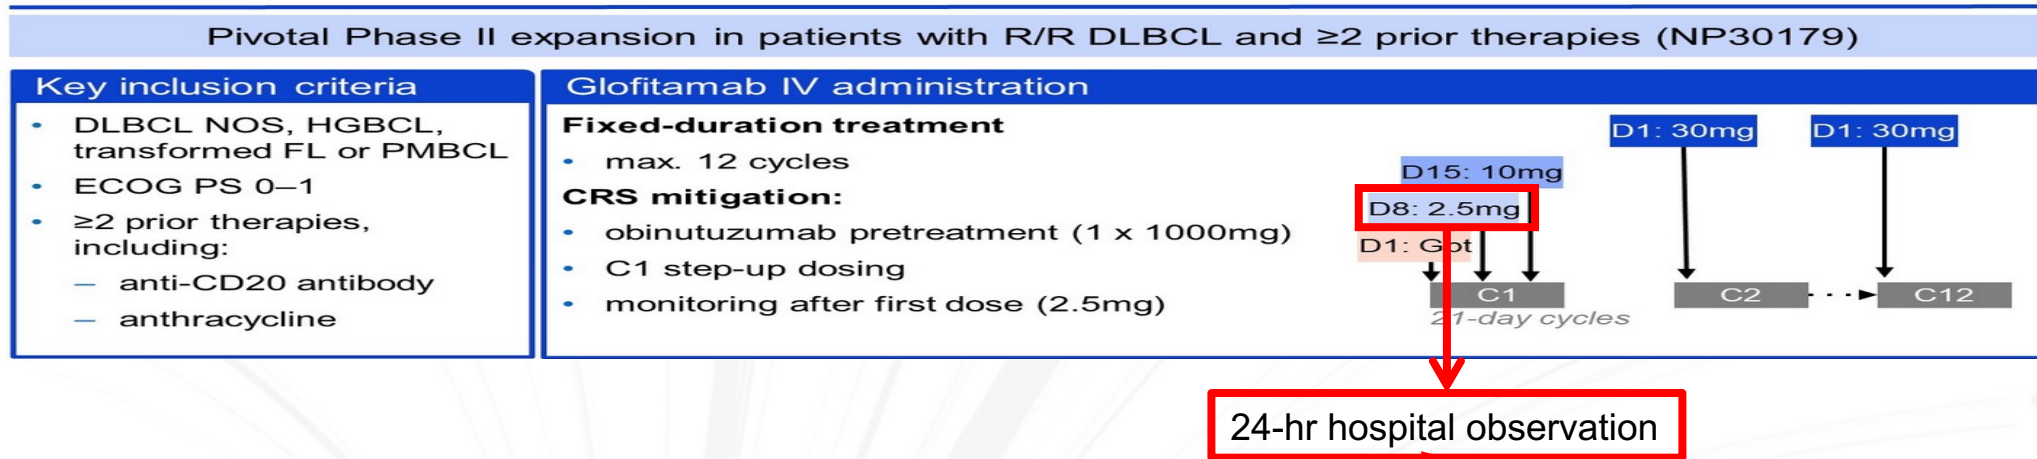 Pivotal Phase II expansion in patients with R/R DLBCL and ≥2 prior therapies (NP30179)
Key inclusion criteria
• DLBCL NOS, HGBCL,
transformed FL or PMBCL
• ECOG PS 0–1
• ≥2 prior therapies,
including:
– anti-CD20 antibody
– anthracycline
Glofitamab IV administration
Fixed-duration treatment
• max. 12 cycles
CRS mitigation:
• obinutuzumab pretreatment (1 x 1000mg)
• C1 step-up dosing
• monitoring after first dose (2.5mg)
D15: 10mg
D8: 2.5mg
D1: Gpt
D1: 30mg
D1: 30mg
C1
C2
C12
21-day cycles
24-hr hospital observation